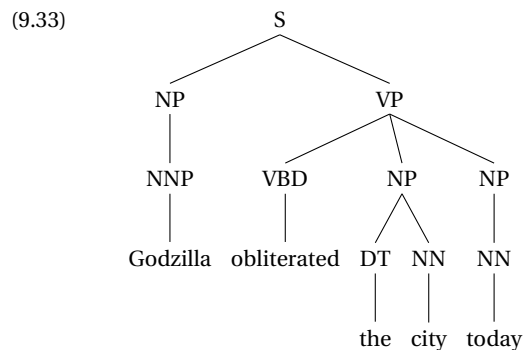 (9.33) S
NP VP
NNP VBD NP NP
Godzilla obliterated DT NN NN
the city today